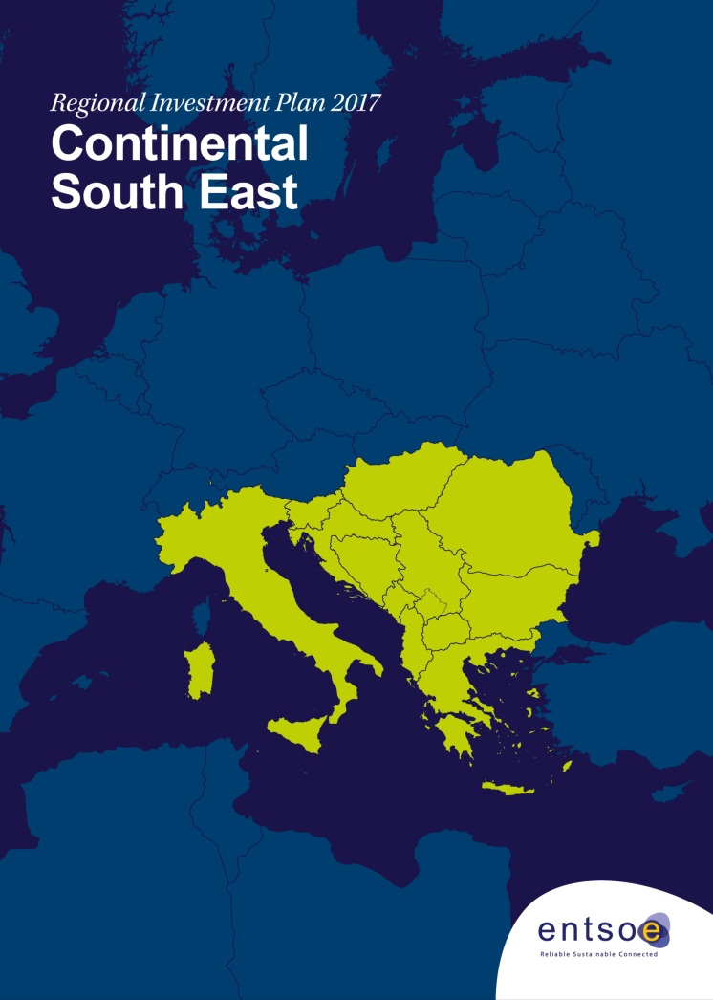 Regional Investment Plan 2017
Continental
South East
entsoe
Reliable Sustainable Connected